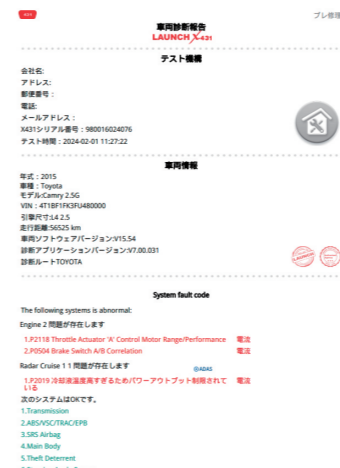 プレ修理
車両診断報告
LAUNCH X-431
テスト機構
会社名:
アドレス:
郵便番号：
電話:
メールアドレス：
X431シリアル番号：980016024076
テスト時間：2024-02-01 11:27:22
車両情報
年式：2015
車種：Toyota
モデル:Camry 2.5G
VIN：4T1BF1FK3FU480000
引擎尺寸:L4 2.5
走行距離:56525 km
車両ソフトウェアバージョン:V15.54
診断アプリケーションバージョン:V7.00.031
診断ルートTOYOTA
System fault code
The following systems is abnormal:
Engine 2 問題が存在します
1.P2118 Throttle Actuator 'A' Control Motor Range/Performance 電流
2.P0504 Brake Switch A/B Correlation 電流
Radar Cruise 1 1 問題が存在します ADAS
1.P2019 冷却液温度高すぎるためパワーアウトプット制限されて 電流
いる
次のシステムはOKです。
1.Transmission
2.ABS/VSC/TRAC/EPB
3.SRS Airbag
4.Main Body
5.Theft Deterrent